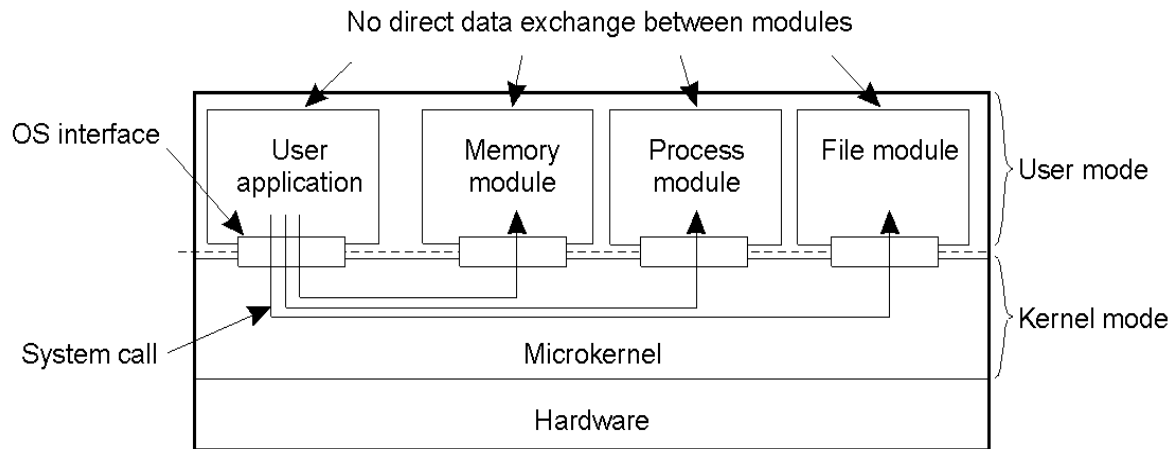 No direct data exchange between modules
OS interface
User
application
Memory
module
Process
module
File module
User mode
System call
Microkernel
Kernel mode
Hardware